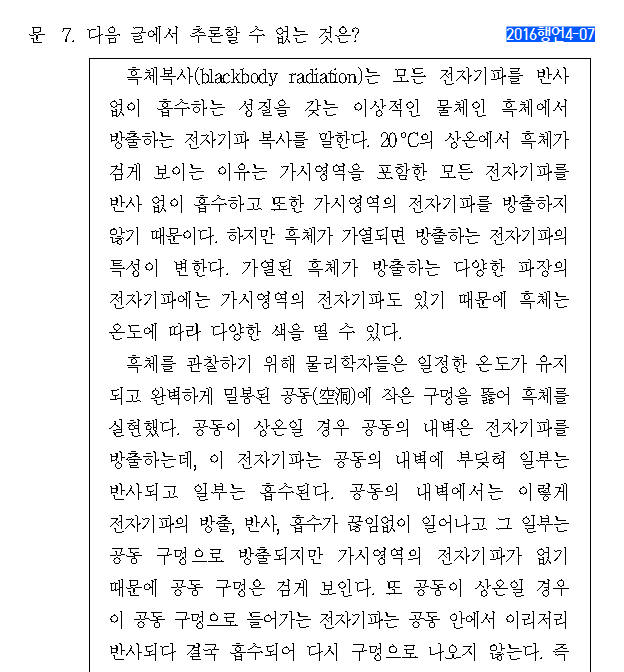 문 7. 다음 글에서 추론할 수 없는 것은?
2016행언4-07
흑체복사(blackbody radiation)는 모든 전자기파를 반사
없이 흡수하는 성질을 갖는 이상적인 물체인 흑체에서
방출하는 전자기파 복사를 말한다. 20℃의 상온에서 흑체가
검게 보이는 이유는 가시영역을 포함한 모든 전자기파를
반사 없이 흡수하고 또한 가시영역의 전자기파를 방출하지
않기 때문이다. 하지만 흑체가 가열되면 방출하는 전자기파의
특성이 변한다. 가열된 흑체가 방출하는 다양한 파장의
전자기파에는 가시영역의 전자기파도 있기 때문에 흑체는
온도에 따라 다양한 색을 띨 수 있다.
흑체를 관찰하기 위해 물리학자들은 일정한 온도가 유지
되고 완벽하게 밀봉된 공동(空洞)에 작은 구멍을 뚫어 흑체를
실현했다. 공동이 상온일 경우 공동의 내벽은 전자기파를
방출하는데, 이 전자기파는 공동의 내벽에 부딪혀 일부는
반사되고 일부는 흡수된다. 공동의 내벽에서는 이렇게
전자기파의 방출, 반사, 흡수가 끊임없이 일어나고 그 일부는
공동 구멍으로 방출되지만 가시영역의 전자기파가 없기
때문에 공동 구멍은 검게 보인다. 또 공동이 상온일 경우
이 공동 구멍으로 들어가는 전자기파는 공동 안에서 이리저리
반사되다 결국 흡수되어 다시 구멍으로 나오지 않는다. 즉